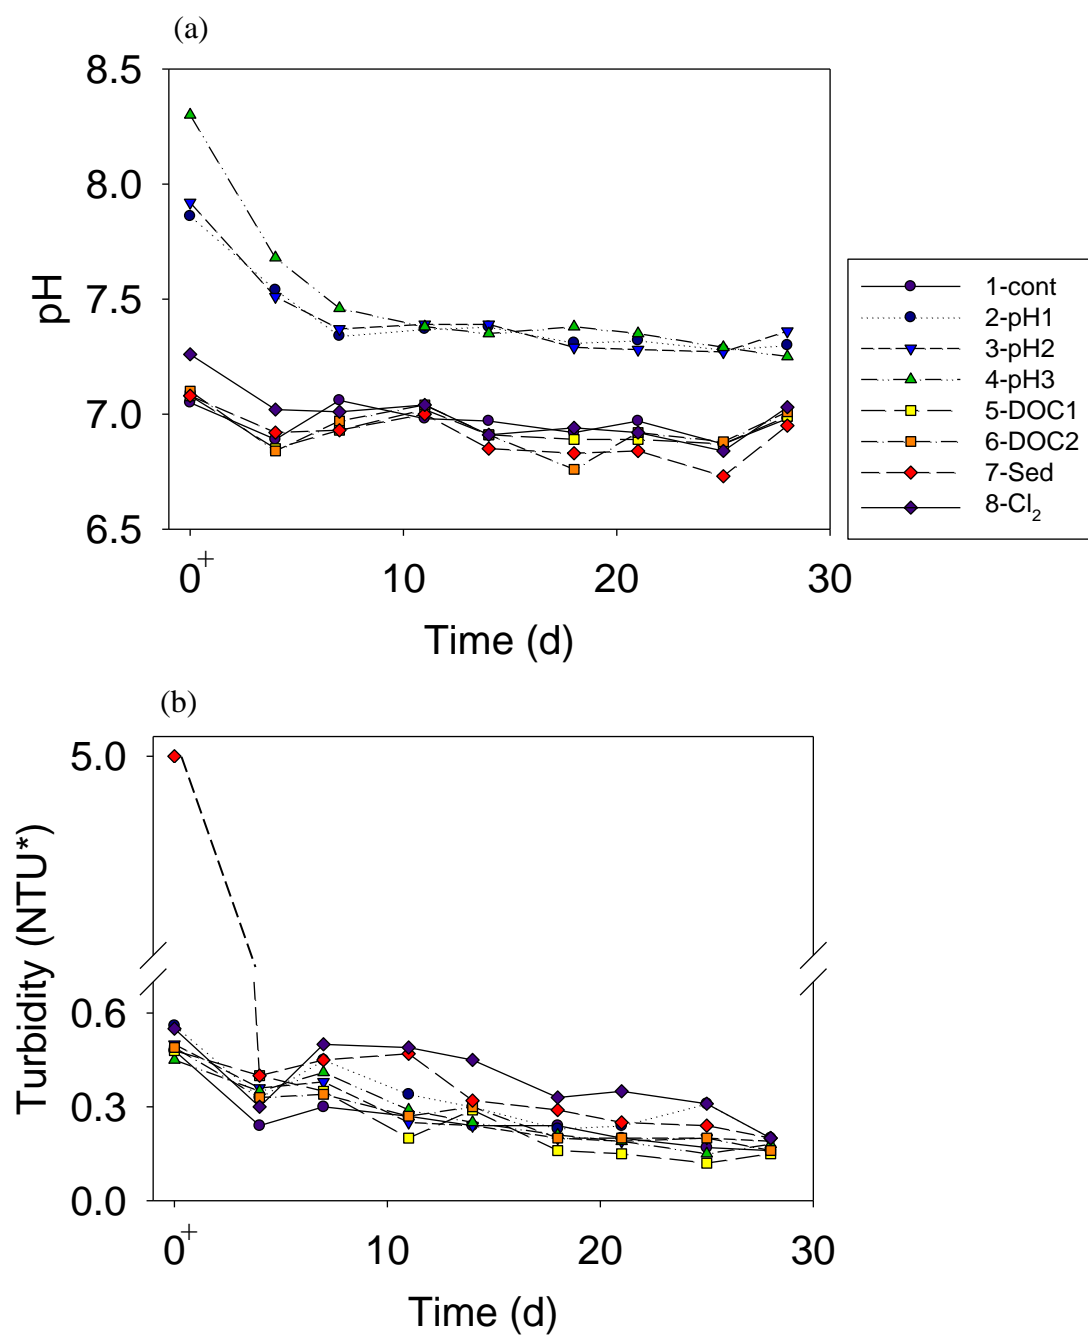 (a)
8.5
8.0
7.5
7.0
6.5
pH
0+
10
20
30
Time (d)
1-cont
2-pH1
3-pH2
4-pH3
5-DOC1
6-DOC2
7-Sed
8-Cl2
(b)
5.0
0.6
0.3
0.0
Turbidity (NTU*)
0+
10
20
30
Time (d)